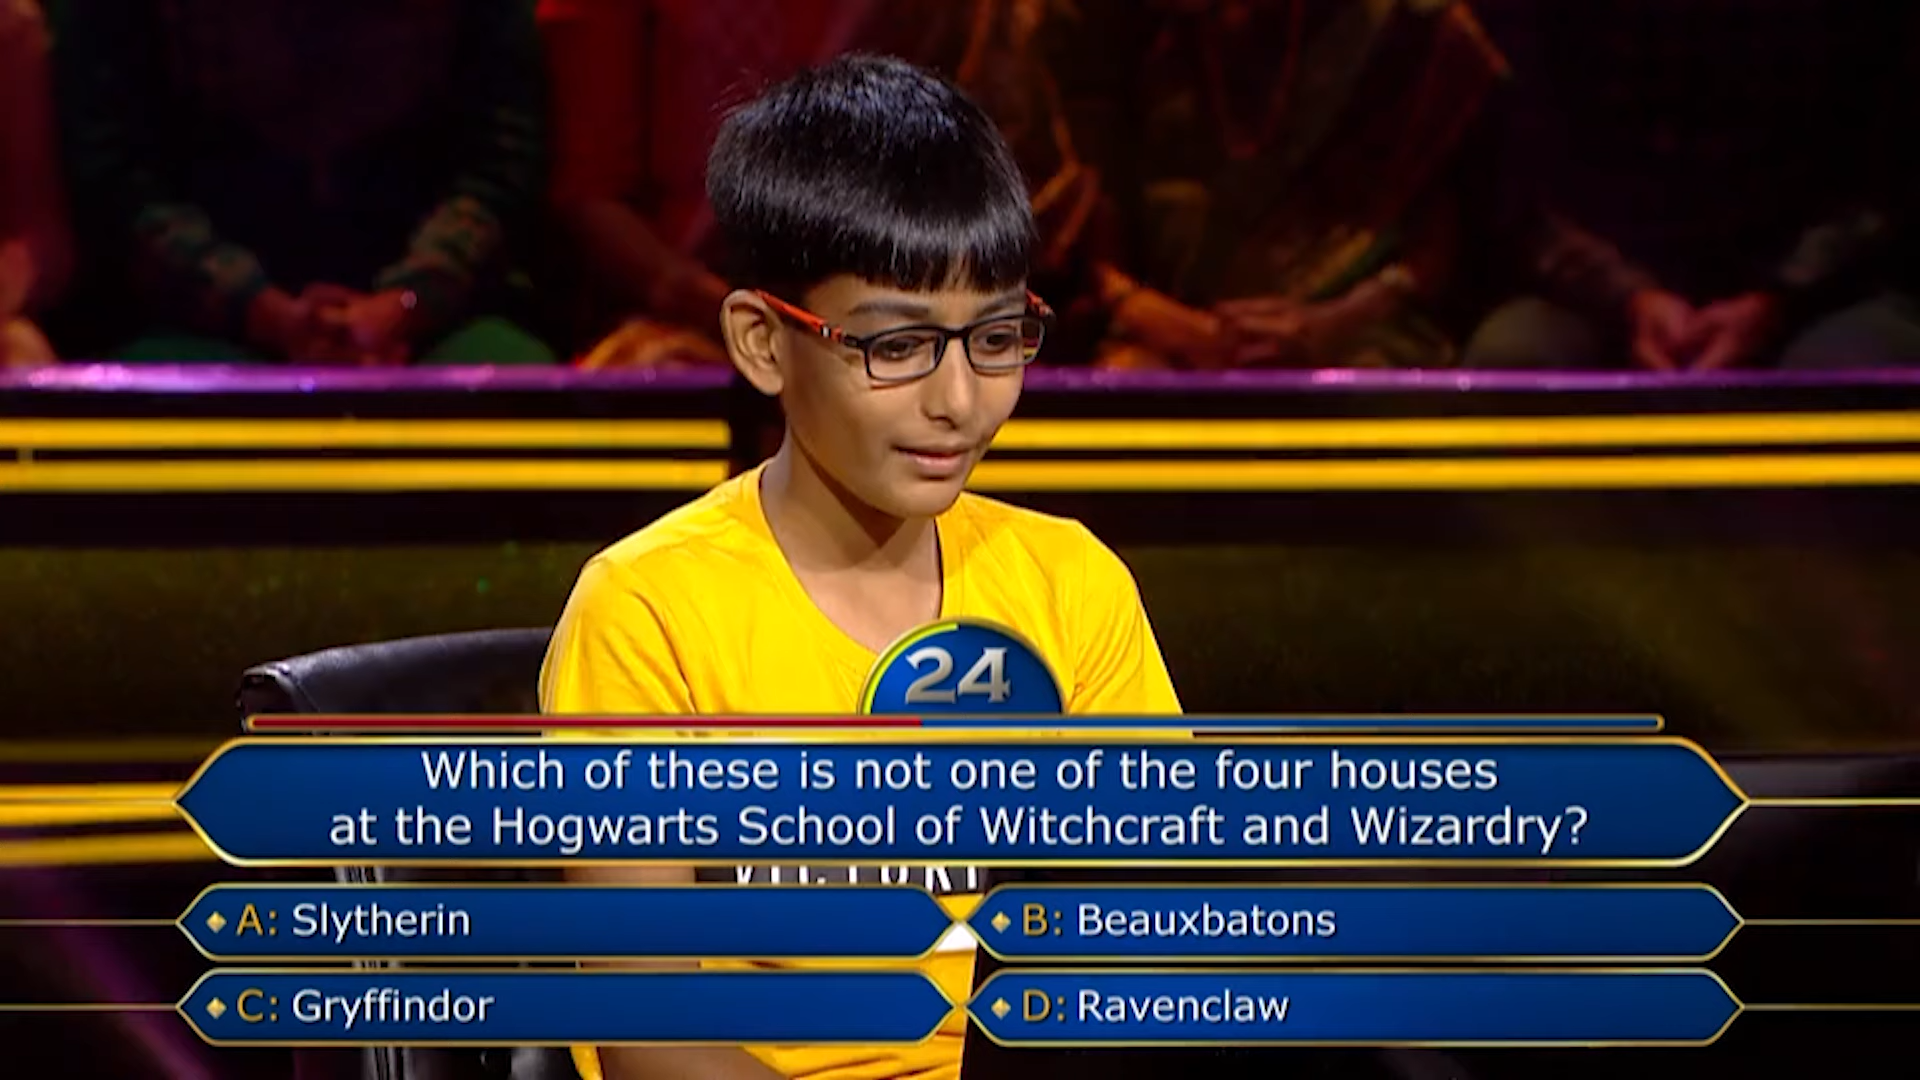 24
Which of these is not one of the four houses
at the Hogwarts School of Witchcraft and Wizardry?
VICTORY
A: Slytherin
B: Beauxbatons
C: Gryffindor
D: Ravenclaw